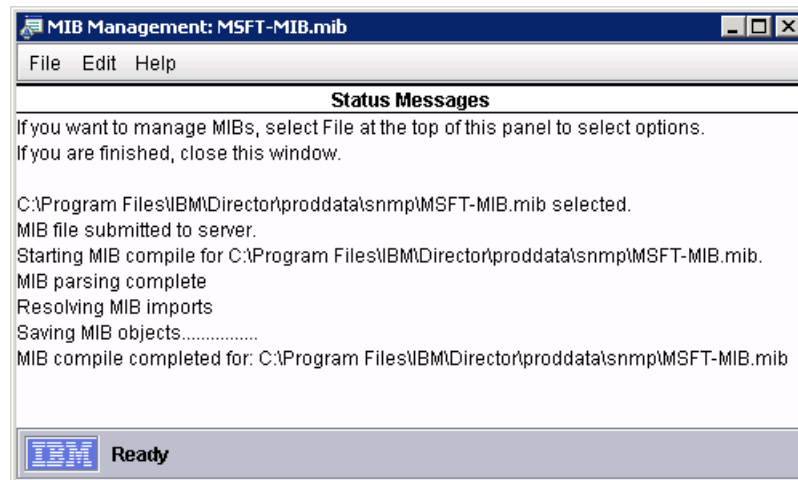 MIB Management: MSFT-MIB.mib
File Edit Help
Status Messages
If you want to manage MIBs, select File at the top of this panel to select options.
If you are finished, close this window.
C:\Program Files\IBM\Director\proddata\snmp\MSFT-MIB.mib selected.
MIB file submitted to server.
Starting MIB compile for C:\Program Files\IBM\Director\proddata\snmp\MSFT-MIB.mib.
MIB parsing complete
Resolving MIB imports
Saving MIB objects................
MIB compile completed for: C:\Program Files\IBM\Director\proddata\snmp\MSFT-MIB.mib
IBM Ready